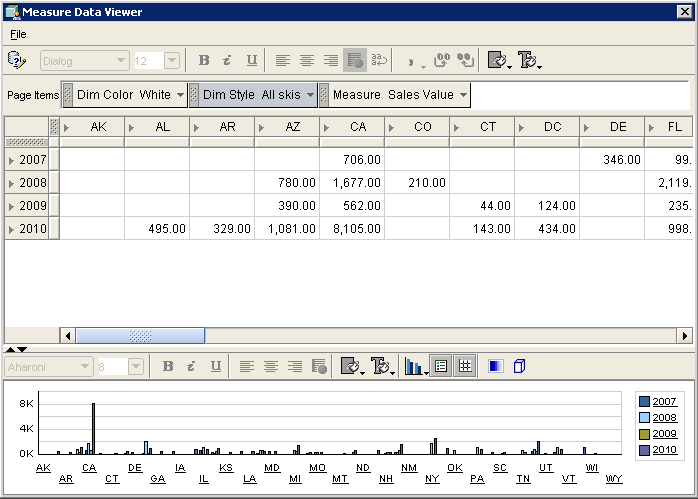 Measure Data Viewer
File
Dialog 12 B i U
Page Items Dim Color White Dim Style All skis Measure Sales Value
AK AL AR AZ CA CO CT DC DE FL
2007 706.00 346.00 99.
2008 780.00 1,677.00 210.00 2,119.
2009 390.00 562.00 44.00 124.00 235.
2010 495.00 329.00 1,081.00 8,105.00 143.00 434.00 998.
Aharoni 8 B i U
8K
4K
0K
2007
2008
2009
2010
AK CA DE IA KS MD MO ND NM OK SC UT WI
AR CT GA IL LA MI MT NH NY PA TN VT WY